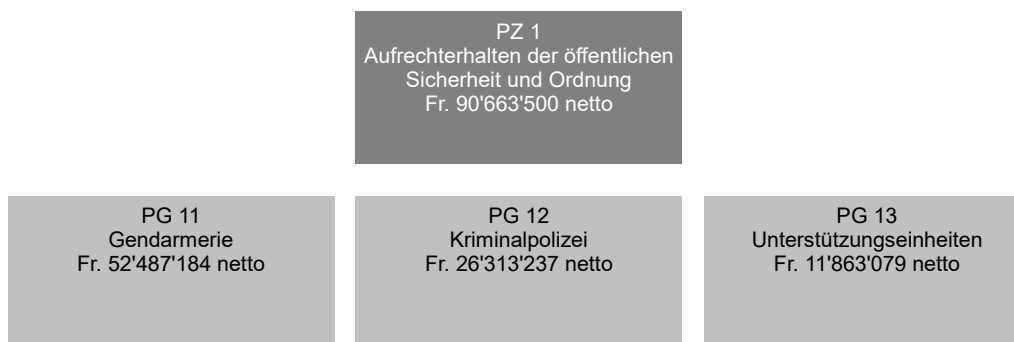 PZ 1
Aufrechterhalten der öffentlichen
Sicherheit und Ordnung
Fr. 90'663'500 netto
PG 11
Gendarmerie
Fr. 52'487'184 netto
PG 12
Kriminalpolizei
Fr. 26'313'237 netto
PG 13
Unterstützungseinheiten
Fr. 11'863'079 netto